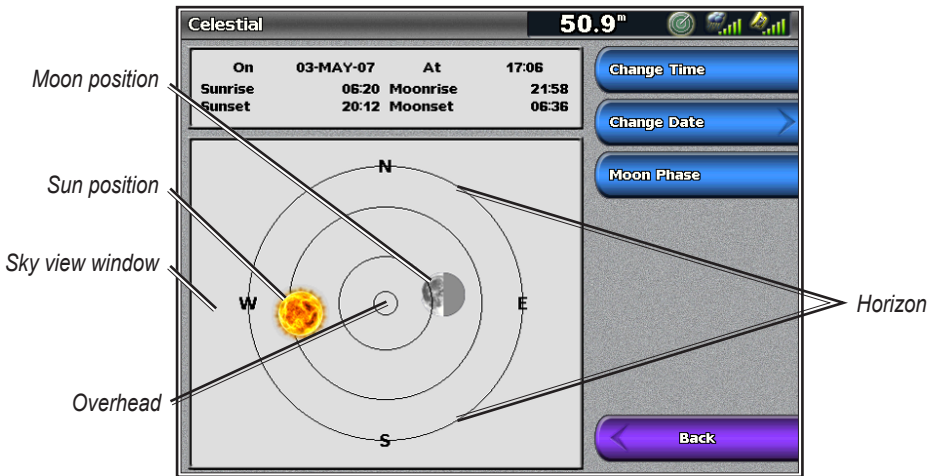 Celestial
50.9m
On 03-MAY-07 At 17:06
Sunrise 06:20 Moonrise 21:58
Sunset 20:12 Moonset 06:36
Change Time
Change Date
Moon Phase
Back
N
W
E
S
Moon position
Sun position
Sky view window
Overhead
Horizon